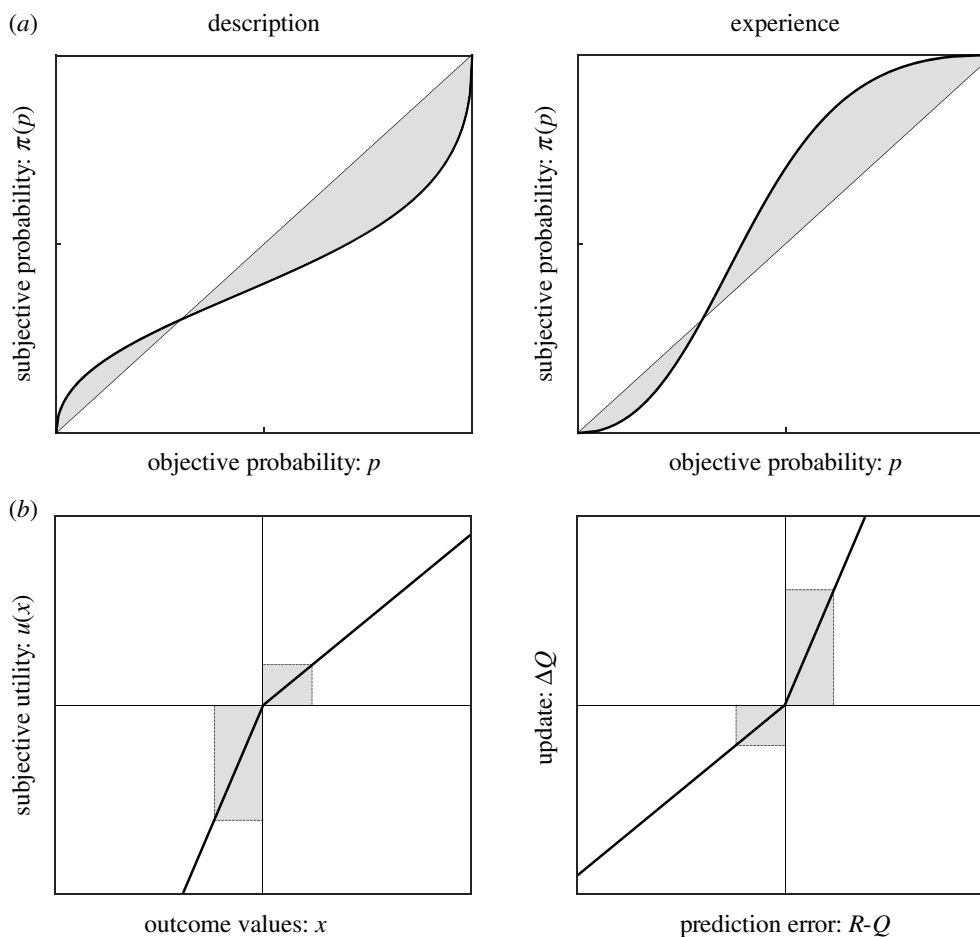 (a)
description
experience
subjective probability: π(p)
subjective probability: π(p)
objective probability: p
objective probability: p
(b)
subjective utility: u(x)
update: ΔQ
outcome values: x
prediction error: R-Q